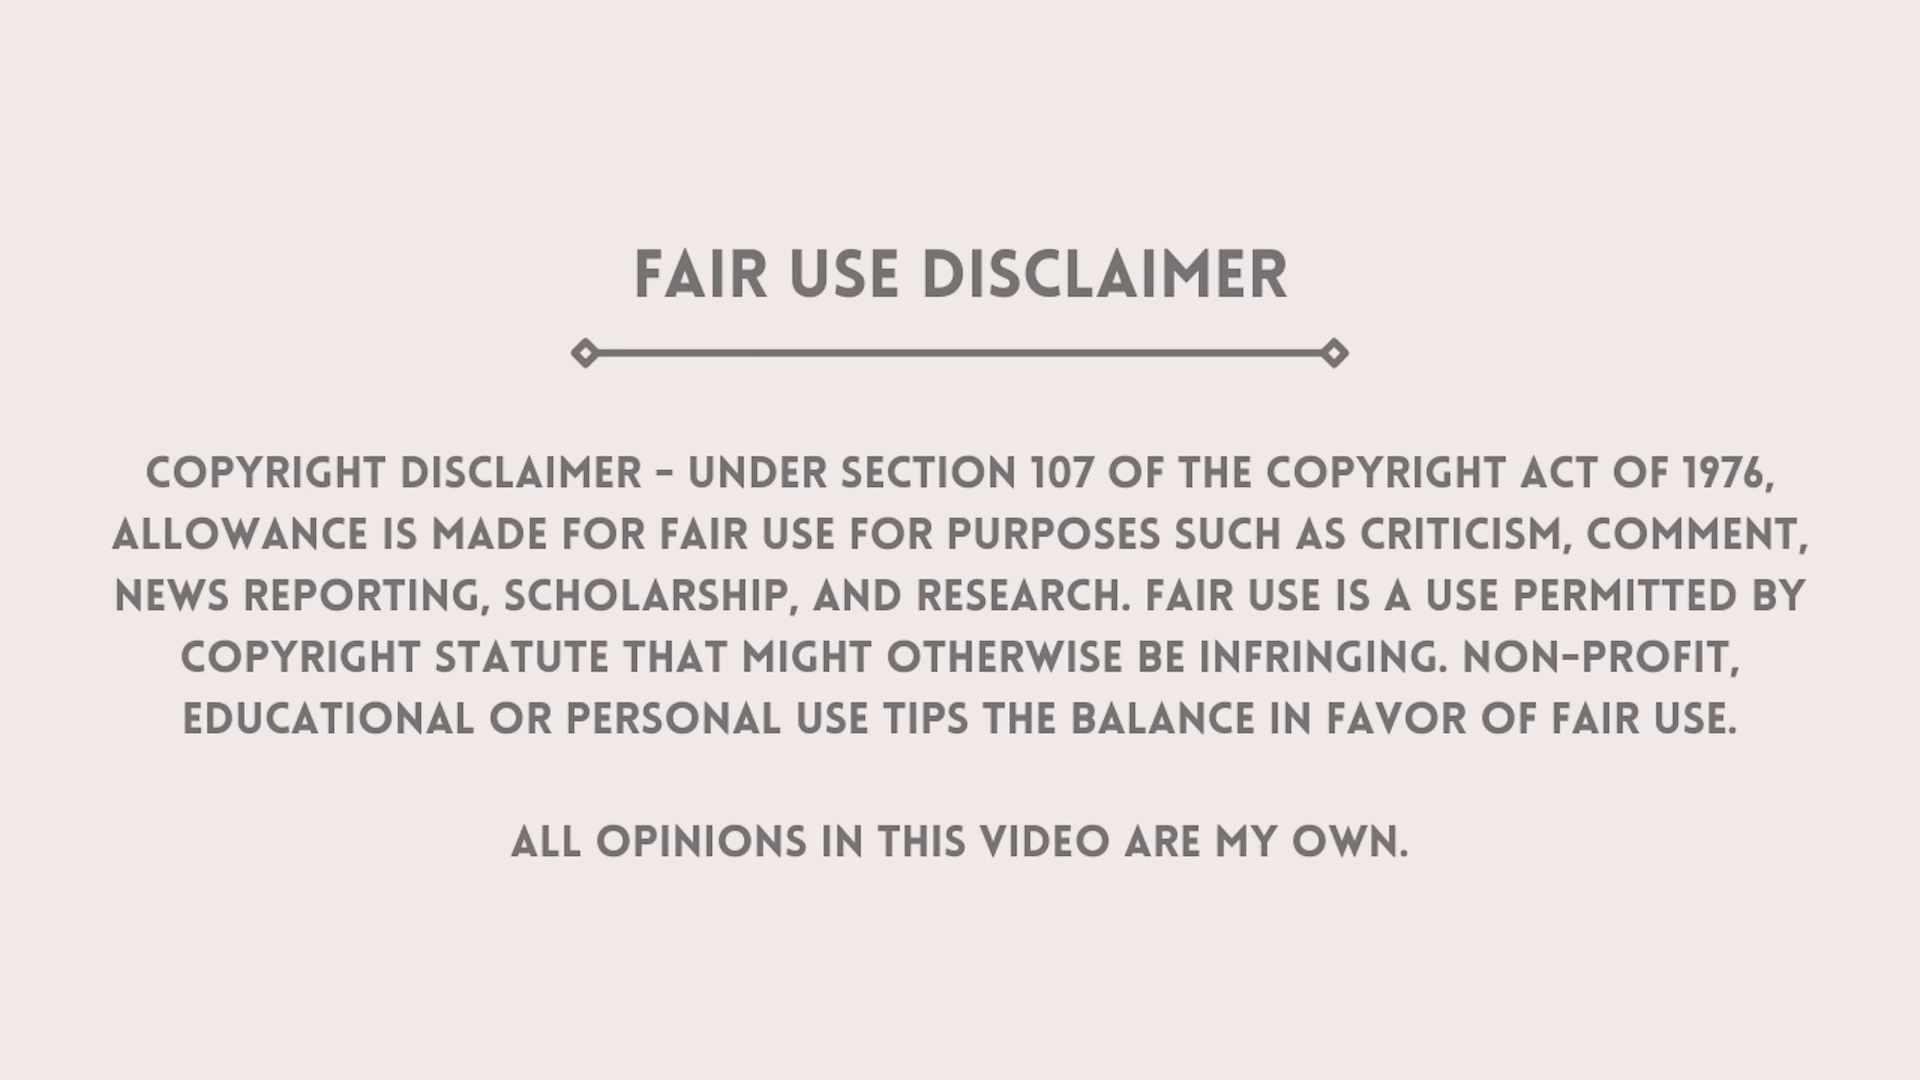 FAIR USE DISCLAIMER
COPYRIGHT DISCLAIMER - UNDER SECTION 107 OF THE COPYRIGHT ACT OF 1976,
ALLOWANCE IS MADE FOR FAIR USE FOR PURPOSES SUCH AS CRITICISM, COMMENT,
NEWS REPORTING, SCHOLARSHIP, AND RESEARCH. FAIR USE IS A USE PERMITTED BY
COPYRIGHT STATUTE THAT MIGHT OTHERWISE BE INFRINGING. NON-PROFIT,
EDUCATIONAL OR PERSONAL USE TIPS THE BALANCE IN FAVOR OF FAIR USE.
ALL OPINIONS IN THIS VIDEO ARE MY OWN.